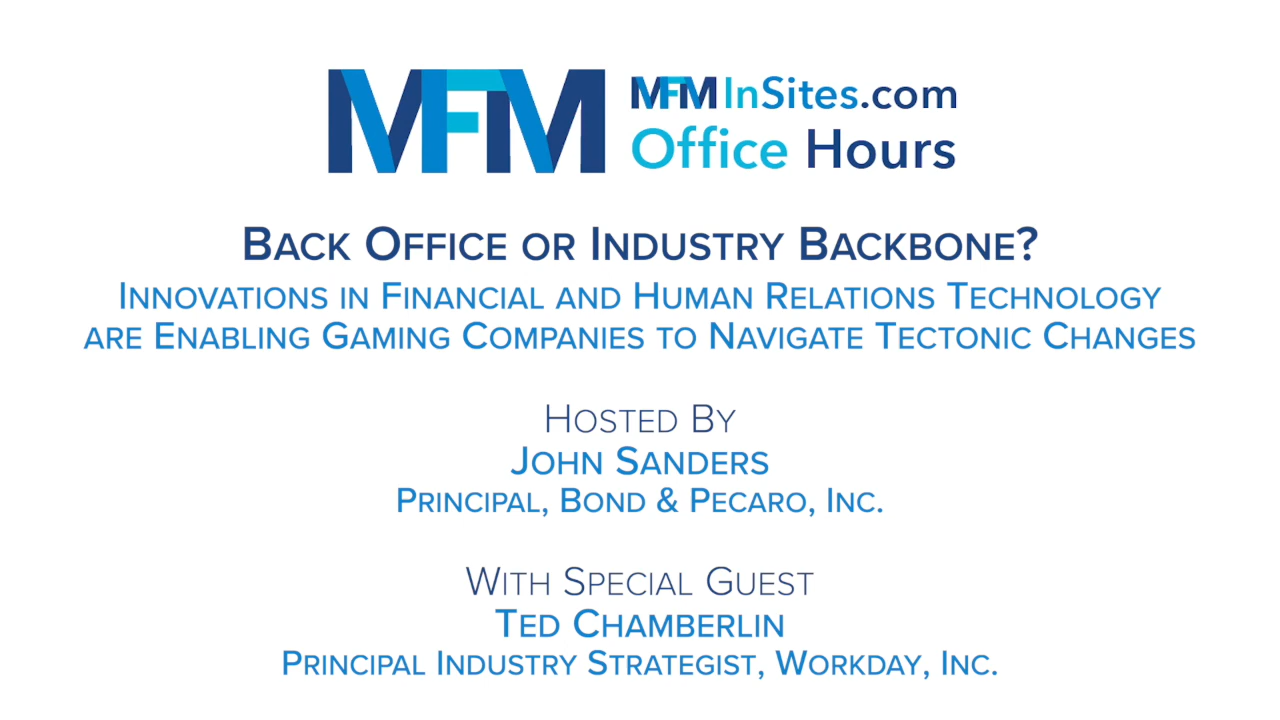 MFM MFM InSites.com
Office Hours
Back Office or Industry Backbone?
Innovations in Financial and Human Relations Technology
are Enabling Gaming Companies to Navigate Tectonic Changes
Hosted By
John Sanders
Principal, Bond & Pecaro, Inc.
With Special Guest
Ted Chamberlin
Principal Industry Strategist, Workday, Inc.